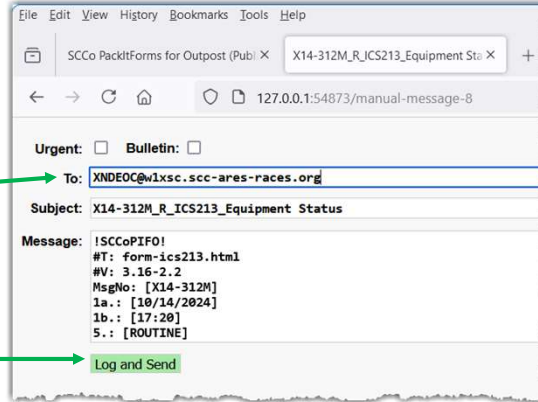 File Edit View History Bookmarks Tools Help
SCCo PackItForms for Outpost (Publ × X14-312M_R_ICS213_Equipment Sta × +
127.0.0.1:54873/manual-message-8
Urgent: Bulletin:
To: XNDEOC@w1xsc.scc-ares-races.org
Subject: X14-312M_R_ICS213_Equipment Status
Message: !SCCoPIFO!
#T: form-ics213.html
#V: 3.16-2.2
MsgNo: [X14-312M]
1a.: [10/14/2024]
1b.: [17:20]
5.: [ROUTINE]
Log and Send